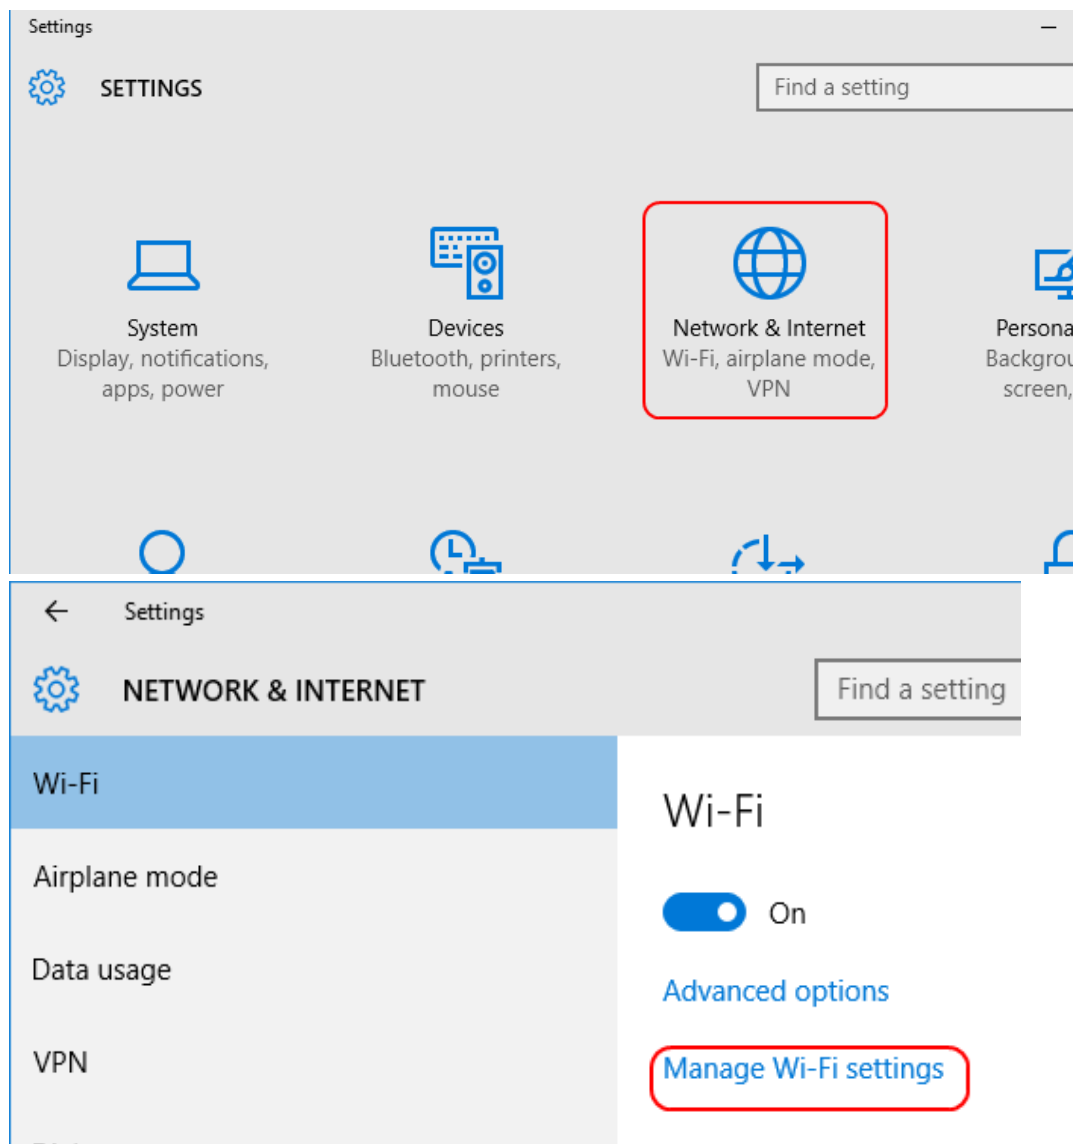 Settings
SETTINGS
Find a setting
System
Display, notifications,
apps, power
Devices
Bluetooth, printers,
mouse
Network & Internet
Wi-Fi, airplane mode,
VPN
Settings
NETWORK & INTERNET
Find a setting
Wi-Fi
Airplane mode
Data usage
VPN
Wi-Fi
On
Advanced options
Manage Wi-Fi settings